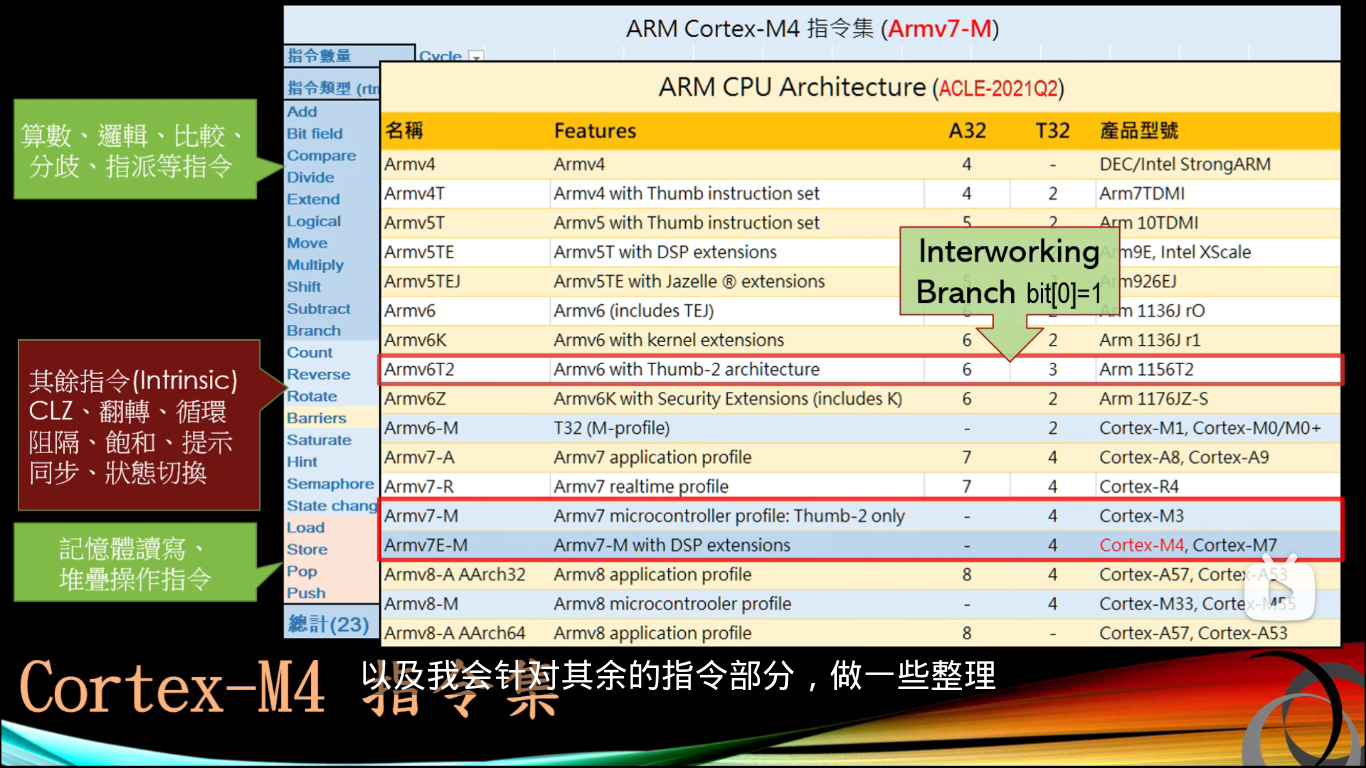 ARM Cortex-M4 指令集 (Armv7-M)
指令數量
Cycle
指令類型 (rtm
Add
Bit field
Compare
Divide
Extend
Logical
Move
Multiply
Shift
Subtract
Branch
Count
Reverse
Rotate
Barriers
Saturate
Hint
Semaphore
State chang
Load
Store
Pop
Push
總計(23)
算數、邏輯、比較、
分歧、指派等指令
其餘指令(Intrinsic)
CLZ、翻轉、循環
阻隔、飽和、提示
同步、狀態切換
記憶體讀寫、
堆疊操作指令
ARM CPU Architecture (ACLE-2021Q2)
名稱 Features A32 T32 產品型號
Armv4 Armv4 4 - DEC/Intel StrongARM
Armv4T Armv4 with Thumb instruction set 4 2 Arm7TDMI
Armv5T Armv5 with Thumb instruction set 5 2 Arm 10TDMI
Armv5TE Armv5T with DSP extensions Arm9E, Intel XScale
Armv5TEJ Armv5TE with Jazelle ® extensions 5 2 Arm926EJ
Armv6 Armv6 (includes TEJ) 6 2 Arm 1136J rO
Armv6K Armv6 with kernel extensions 6 2 Arm 1136J r1
Armv6T2 Armv6 with Thumb-2 architecture 6 3 Arm 1156T2
Armv6Z Armv6K with Security Extensions (includes K) 6 2 Arm 1176JZ-S
Armv6-M T32 (M-profile) - 2 Cortex-M1, Cortex-M0/M0+
Armv7-A Armv7 application profile 7 4 Cortex-A8, Cortex-A9
Armv7-R Armv7 realtime profile 7 4 Cortex-R4
Armv7-M Armv7 microcontroller profile: Thumb-2 only - 4 Cortex-M3
Armv7E-M Armv7-M with DSP extensions - 4 Cortex-M4, Cortex-M7
Armv8-A AArch32 Armv8 application profile 8 4 Cortex-A57, Cortex-A53
Armv8-M Armv8 microcontrooler profile - 4 Cortex-M33, Cortex-M55
Armv8-A AArch64 Armv8 application profile 8 - Cortex-A57, Cortex-A53
Interworking
Branch bit[0]=1
Cortex-M4 指令集
以及我会针对其余的指令部分，做一些整理